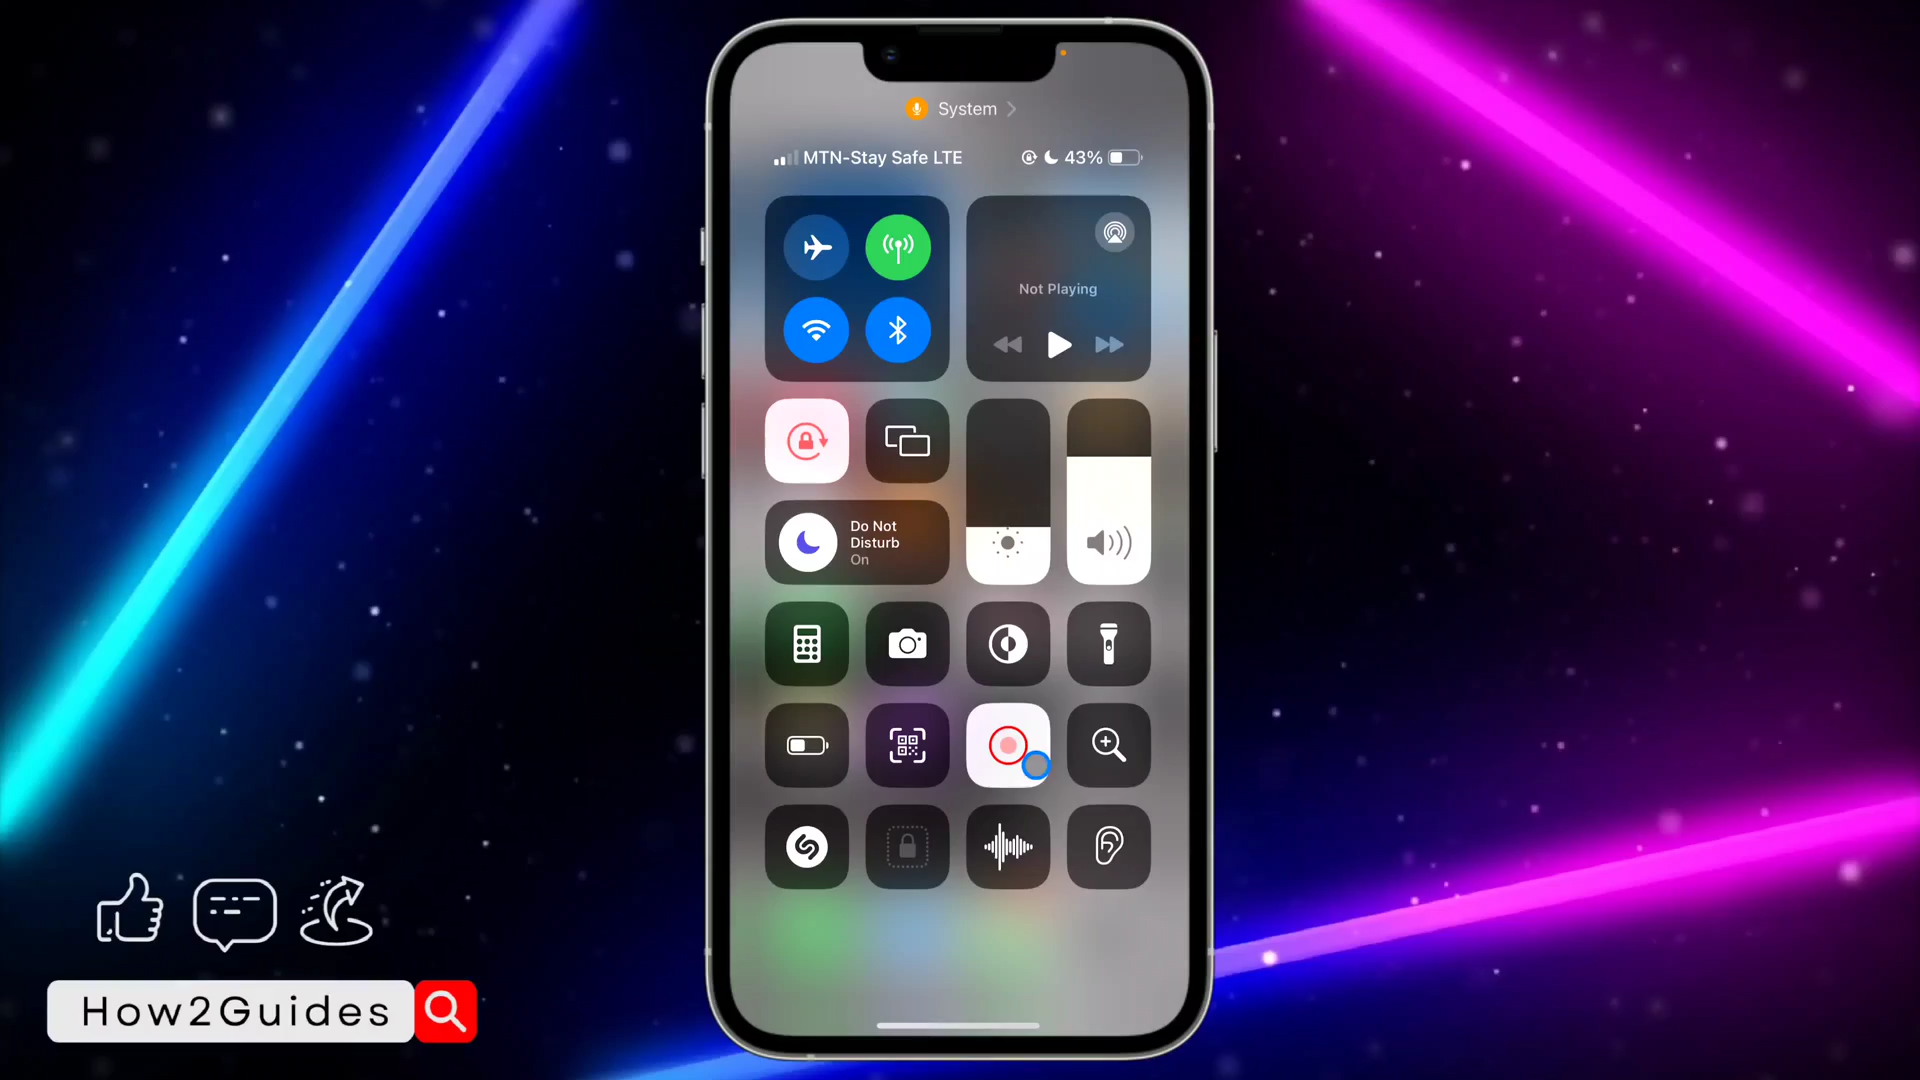 System
MTN-Stay Safe LTE 43%
Not Playing
Do Not
Disturb
On
How2Guides